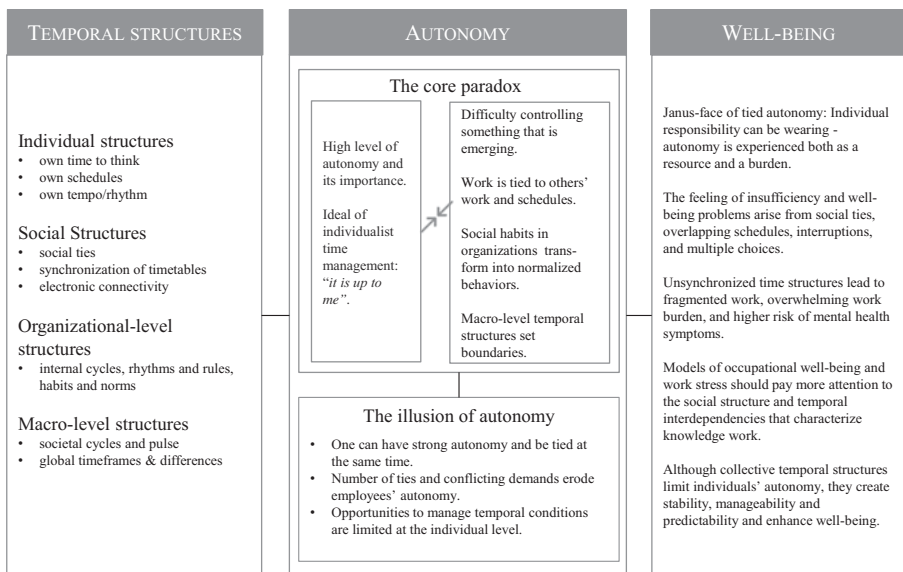 TEMPORAL STRUCTURES
Individual structures
• own time to think
• own schedules
• own tempo/rhythm
Social Structures
• social ties
• synchronization of timetables
• electronic connectivity
Organizational-level
structures
• internal cycles, rhythms and rules,
habits and norms
Macro-level structures
• societal cycles and pulse
• global timeframes & differences
AUTONOMY
The core paradox
High level of
autonomy and
its importance.
Ideal of
individualist
time
management:
“it is up to
me”.
Difficulty controlling
something that is
emerging.
Work is tied to others’
work and schedules.
Social habits in
organizations trans-
form into normalized
behaviors.
Macro-level temporal
structures set
boundaries.
The illusion of autonomy
• One can have strong autonomy and be tied at
the same time.
• Number of ties and conflicting demands erode
employees’ autonomy.
• Opportunities to manage temporal conditions
are limited at the individual level.
WELL-BEING
Janus-face of tied autonomy: Individual
responsibility can be wearing -
autonomy is experienced both as a
resource and a burden.
The feeling of insufficiency and well-
being problems arise from social ties,
overlapping schedules, interruptions,
and multiple choices.
Unsynchronized time structures lead to
fragmented work, overwhelming work
burden, and higher risk of mental health
symptoms.
Models of occupational well-being and
work stress should pay more attention to
the social structure and temporal
interdependencies that characterize
knowledge work.
Although collective temporal structures
limit individuals’ autonomy, they create
stability, manageability and
predictability and enhance well-being.